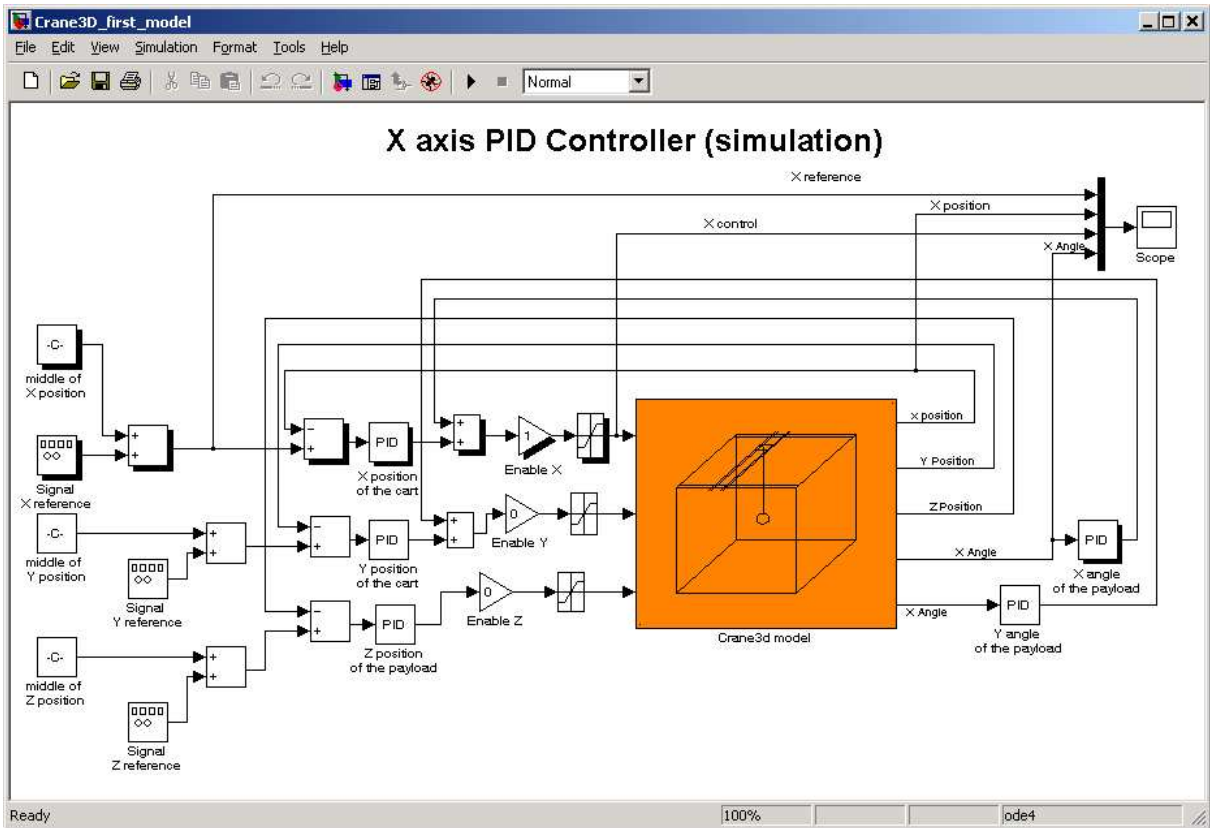 Crane3D_first_model
File Edit View Simulation Format Tools Help
Normal
X axis PID Controller (simulation)
X reference
X position
X control
X Angle
Scope
-C-
middle of
X position
Signal
X reference
+
+
-
+
PID
X position
of the cart
+
+
1
Enable X
X position
Y Position
Z Position
X Angle
X Angle
-C-
middle of
Y position
Signal
Y reference
+
+
-
+
PID
Y position
of the cart
+
+
0
Enable Y
-C-
middle of
Z position
Signal
Z reference
+
+
-
+
PID
Z position
of the payload
0
Enable Z
Crane3d model
PID
X angle
of the payload
PID
Y angle
of the payload
Ready
100%
ode4